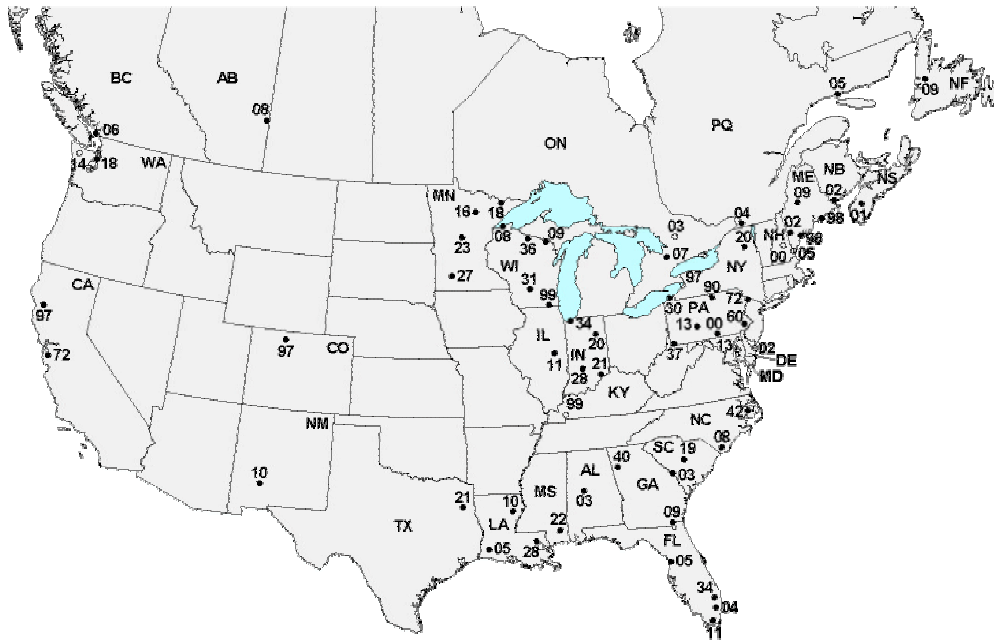 05
09 NF
BC AB
08
PQ
06
ON
14 18 WA
NB
ME
09 02 NS
98 01
MN
16 18
04
03
02
08 09
36
23
20 NH 98
05
00
07
WI
NY
27
97
CA
31
90
99
30 PA 72
97
34 13 00 60
IL
20
13
72
97 CO
11 IN
37
02
21
DE
28
MD
KY
99
42
NC
NM
08
SC 19
40
AL
10
03
GA
MS
03
21 10
09
22
TX
LA
FL
05 28
05
34
04
11